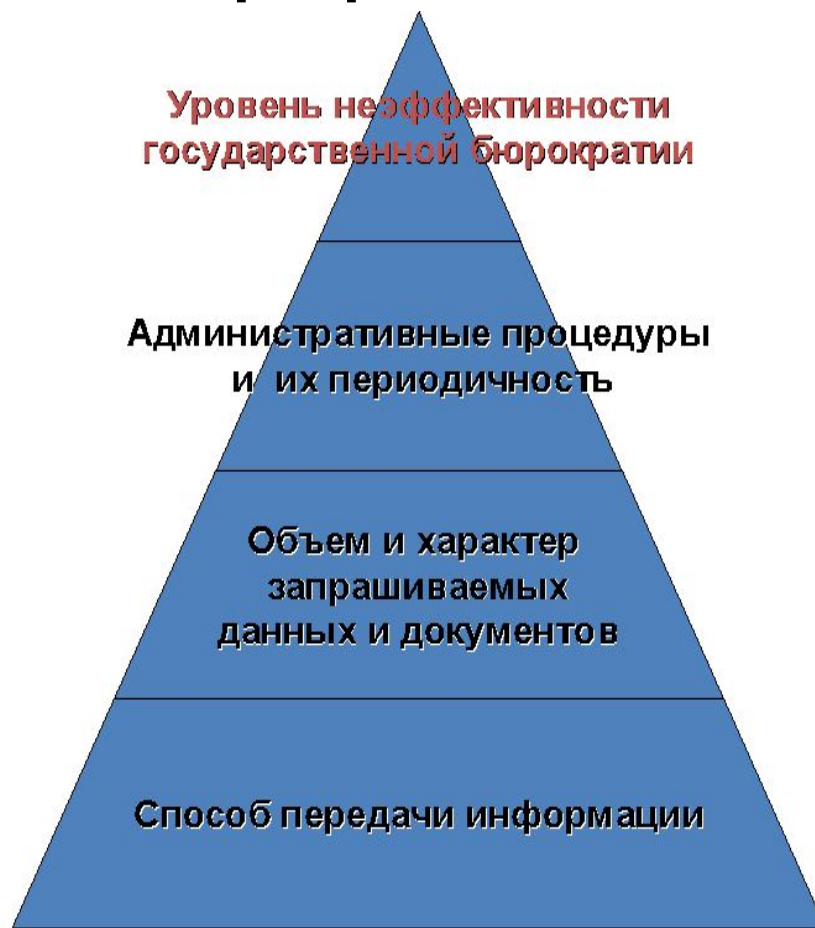 Уровень неэффективности
государственной бюрократии
Административные процедуры
и их периодичность
Объем и характер
запрашиваемых
данных и документов
Способ передачи информации